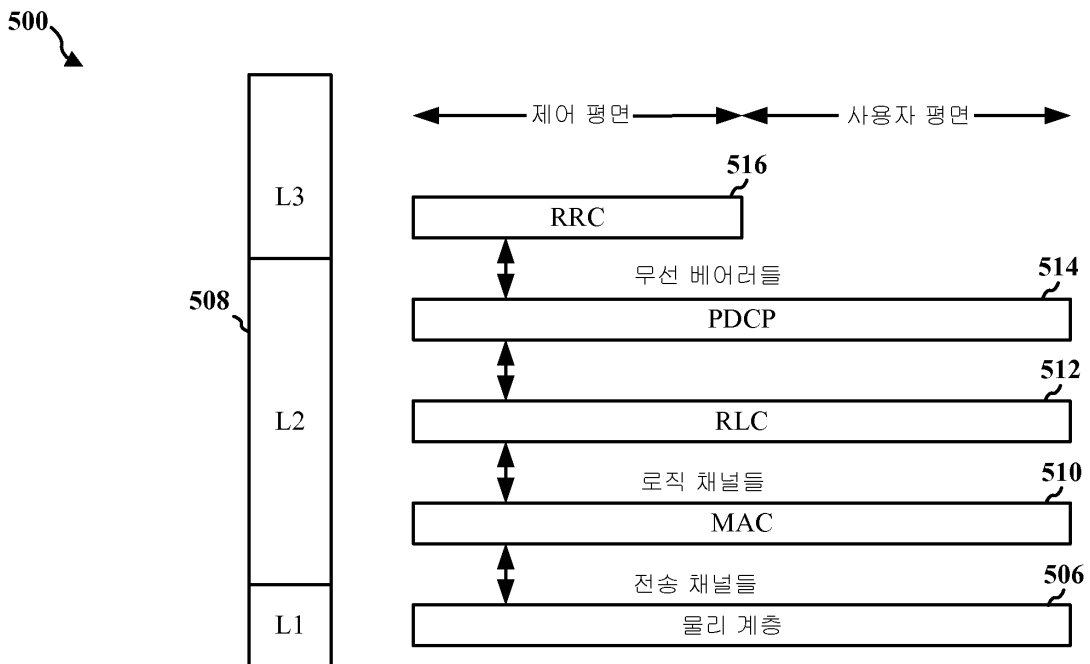 500
제어 평면
사용자 평면
516
L3
RRC
무선 베어러들
514
508
PDCP
512
L2
RLC
로직 채널들
510
MAC
전송 채널들
506
L1
물리 계층